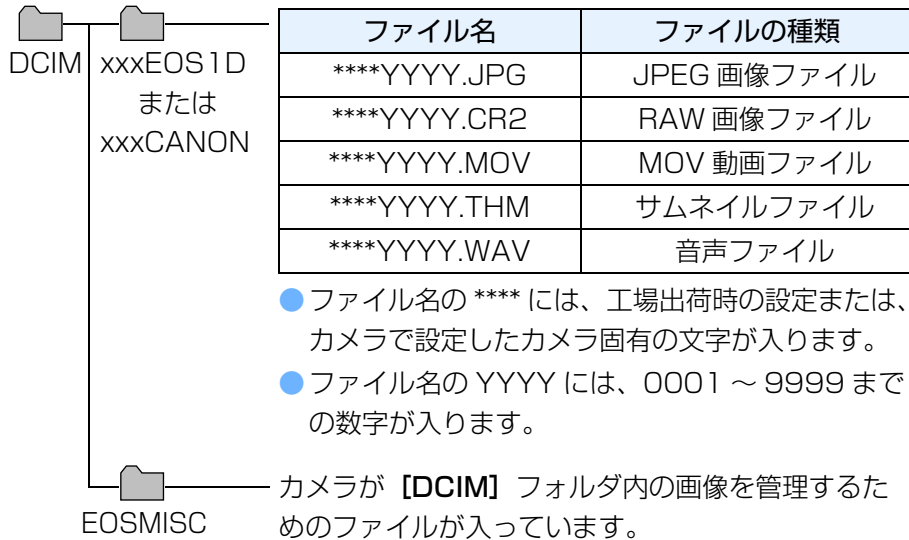 DCIM
xxxEOS1D
または
xxxCANON
ファイル名 ファイルの種類
****YYYY.JPG JPEG 画像ファイル
****YYYY.CR2 RAW 画像ファイル
****YYYY.MOV MOV 動画ファイル
****YYYY.THM サムネイルファイル
****YYYY.WAV 音声ファイル
●ファイル名の **** には、工場出荷時の設定または、
カメラで設定したカメラ固有の文字が入ります。
●ファイル名の YYYY には、0001 ~ 9999 まで
の数字が入ります。
EOSMISC
カメラが［DCIM］フォルダ内の画像を管理するた
めのファイルが入っています。